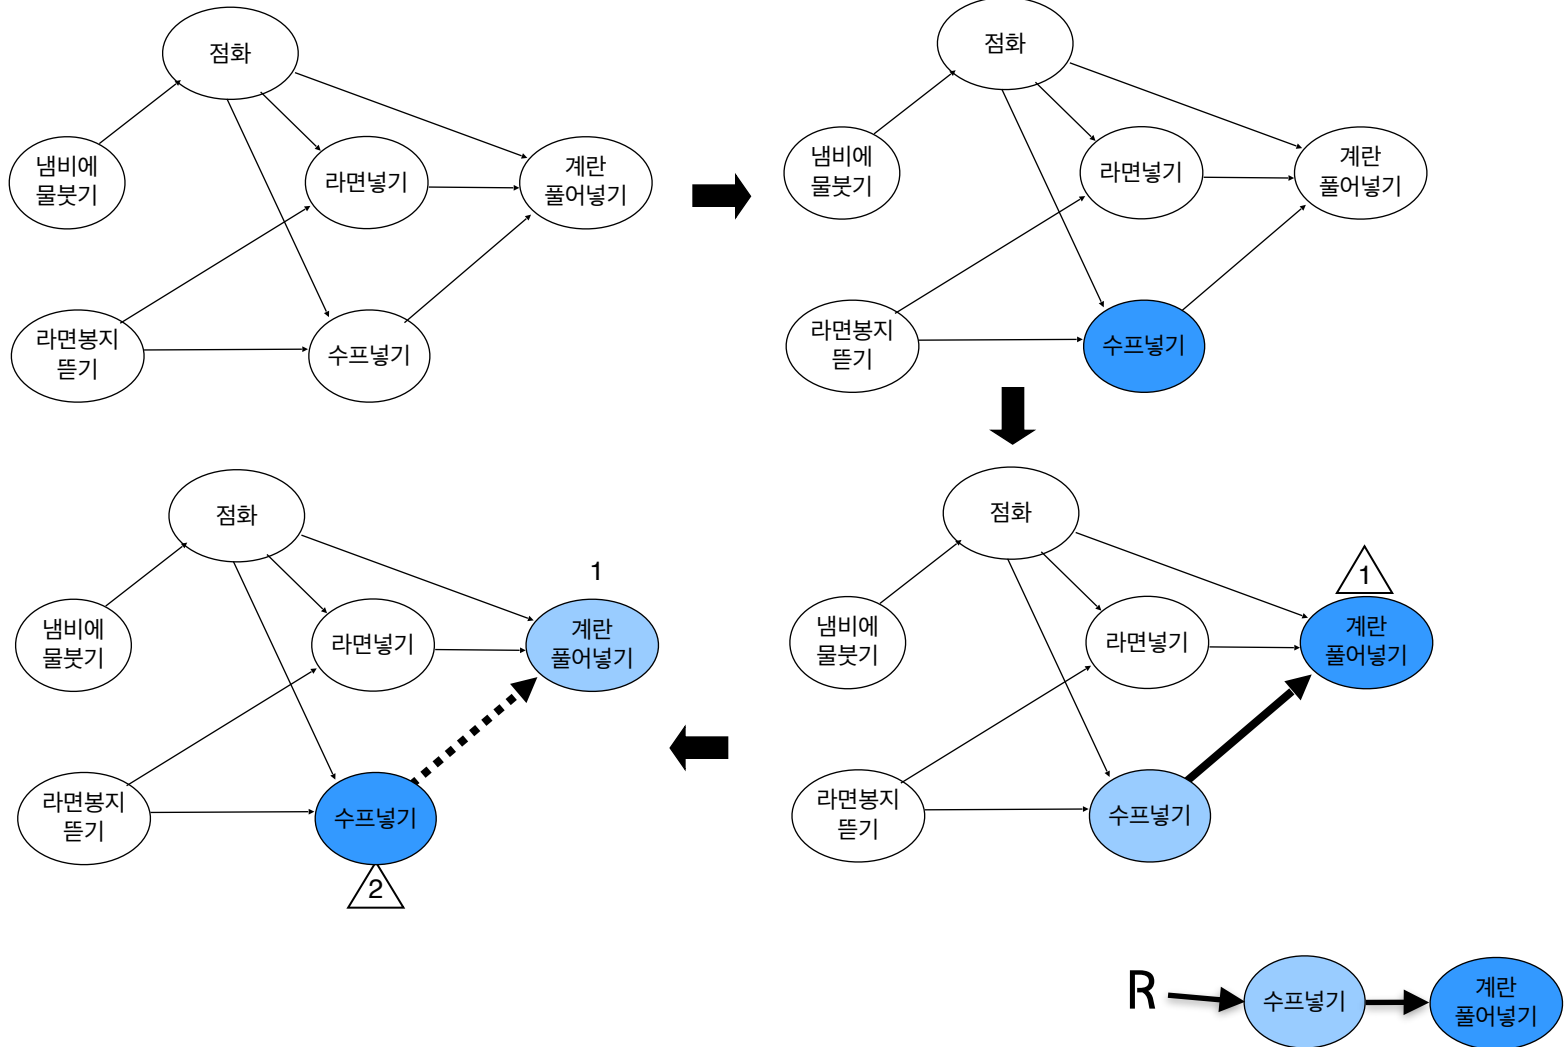 점화
냄비에
물붓기
라면넣기
계란
풀어넣기
라면봉지
뜯기
수프넣기
점화
냄비에
물붓기
라면넣기
계란
풀어넣기
라면봉지
뜯기
수프넣기
점화
1
냄비에
물붓기
라면넣기
계란
풀어넣기
라면봉지
뜯기
수프넣기
2
점화
1
냄비에
물붓기
라면넣기
계란
풀어넣기
라면봉지
뜯기
수프넣기
R
수프넣기
계란
풀어넣기